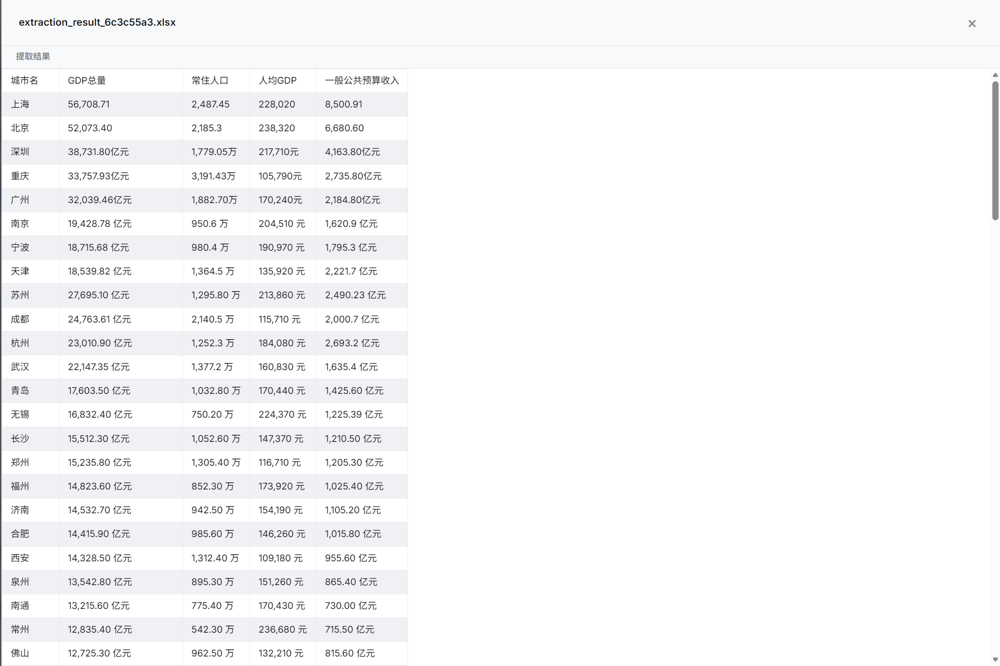 extraction_result_6c3c55a3.xlsx
提取结果
城市名 GDP总量 常住人口 人均GDP 一般公共预算收入
上海 56,708.71 2,487.45 228,020 8,500.91
北京 52,073.40 2,185.3 238,320 6,680.60
深圳 38,731.80亿元 1,779.05万 217,710元 4,163.80亿元
重庆 33,757.93亿元 3,191.43万 105,790元 2,735.80亿元
广州 32,039.46亿元 1,882.70万 170,240元 2,184.80亿元
南京 19,428.78 亿元 950.6 万 204,510 元 1,620.9 亿元
宁波 18,715.68 亿元 980.4 万 190,970 元 1,795.3 亿元
天津 18,539.82 亿元 1,364.5 万 135,920 元 2,221.7 亿元
苏州 27,695.10 亿元 1,295.80 万 213,860 元 2,490.23 亿元
成都 24,763.61 亿元 2,140.5 万 115,710 元 2,000.7 亿元
杭州 23,010.90 亿元 1,252.3 万 184,080 元 2,693.2 亿元
武汉 22,147.35 亿元 1,377.2 万 160,830 元 1,635.4 亿元
青岛 17,603.50 亿元 1,032.80 万 170,440 元 1,425.60 亿元
无锡 16,832.40 亿元 750.20 万 224,370 元 1,225.39 亿元
长沙 15,512.30 亿元 1,052.60 万 147,370 元 1,210.50 亿元
郑州 15,235.80 亿元 1,305.40 万 116,710 元 1,205.30 亿元
福州 14,823.60 亿元 852.30 万 173,920 元 1,025.40 亿元
济南 14,532.70 亿元 942.50 万 154,190 元 1,105.20 亿元
合肥 14,415.90 亿元 985.60 万 146,260 元 1,015.80 亿元
西安 14,328.50 亿元 1,312.40 万 109,180 元 955.60 亿元
泉州 13,542.80 亿元 895.30 万 151,260 元 865.40 亿元
南通 13,215.60 亿元 775.40 万 170,430 元 730.00 亿元
常州 12,835.40 亿元 542.30 万 236,680 元 715.50 亿元
佛山 12,725.30 亿元 962.50 万 132,210 元 815.60 亿元